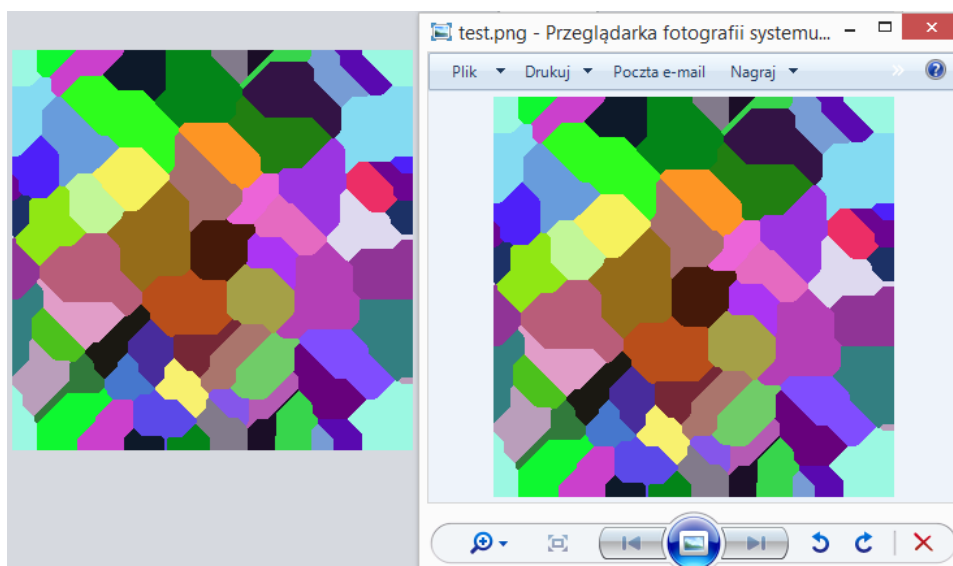 test.png - Przeglądarka fotografii systemu...
Plik Drukuj Poczta e-mail Nagraj